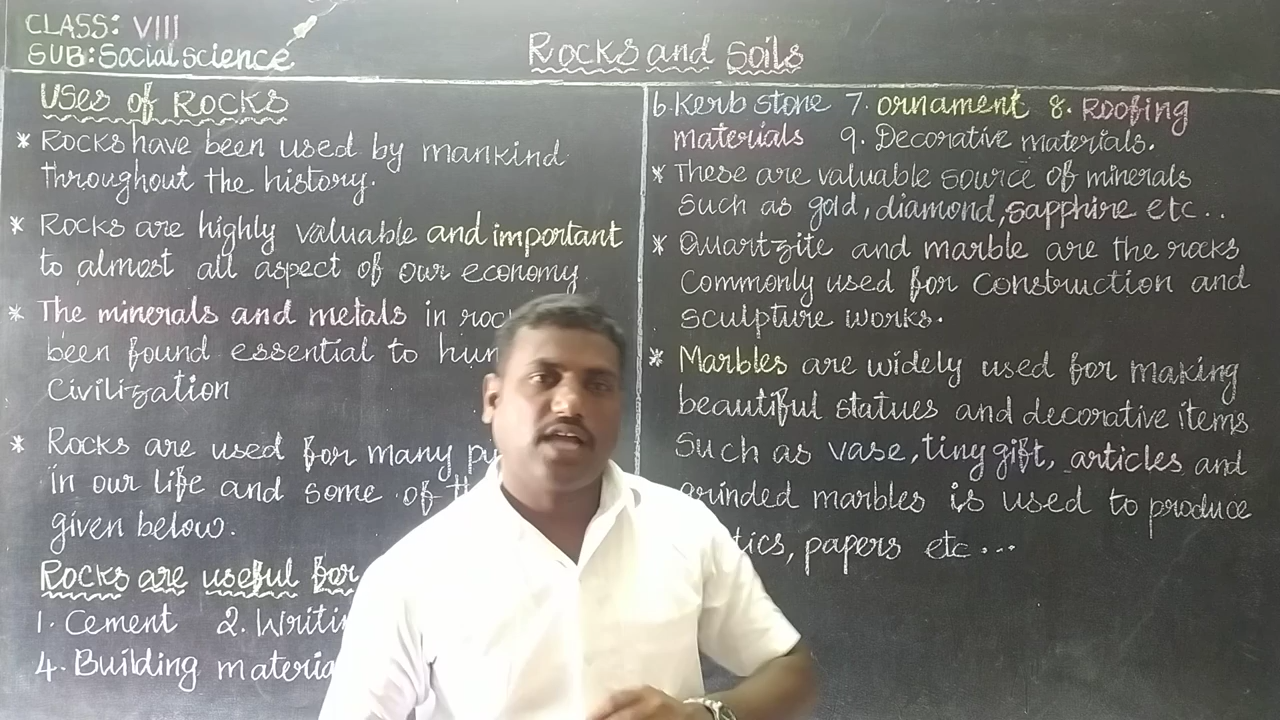 CLASS: VIII
SUB: Social science
Rocks and Soils
Uses of Rocks
* Rocks have been used by mankind
throughout the history.
* Rocks are highly valuable and important
to almost all aspect of our economy.
* The minerals and metals in
been found essential to
Civilization
* Rocks are used for many
in our life and some of
given below.
Rocks are useful for
1. Cement 2.
4. Building
6. Kerb stone 7. ornament 8. Roofing
materials 9. Decorative materials.
* These are valuable source of minerals
such as gold, diamond, sapphire etc..
* Quartzite and marble are the rocks
Commonly used for Construction and
sculpture works.
* Marbles are widely used for making
beautiful statues and decorative items
Such as vase, tiny gift, articles and
grinded marbles is used to produce
papers etc...